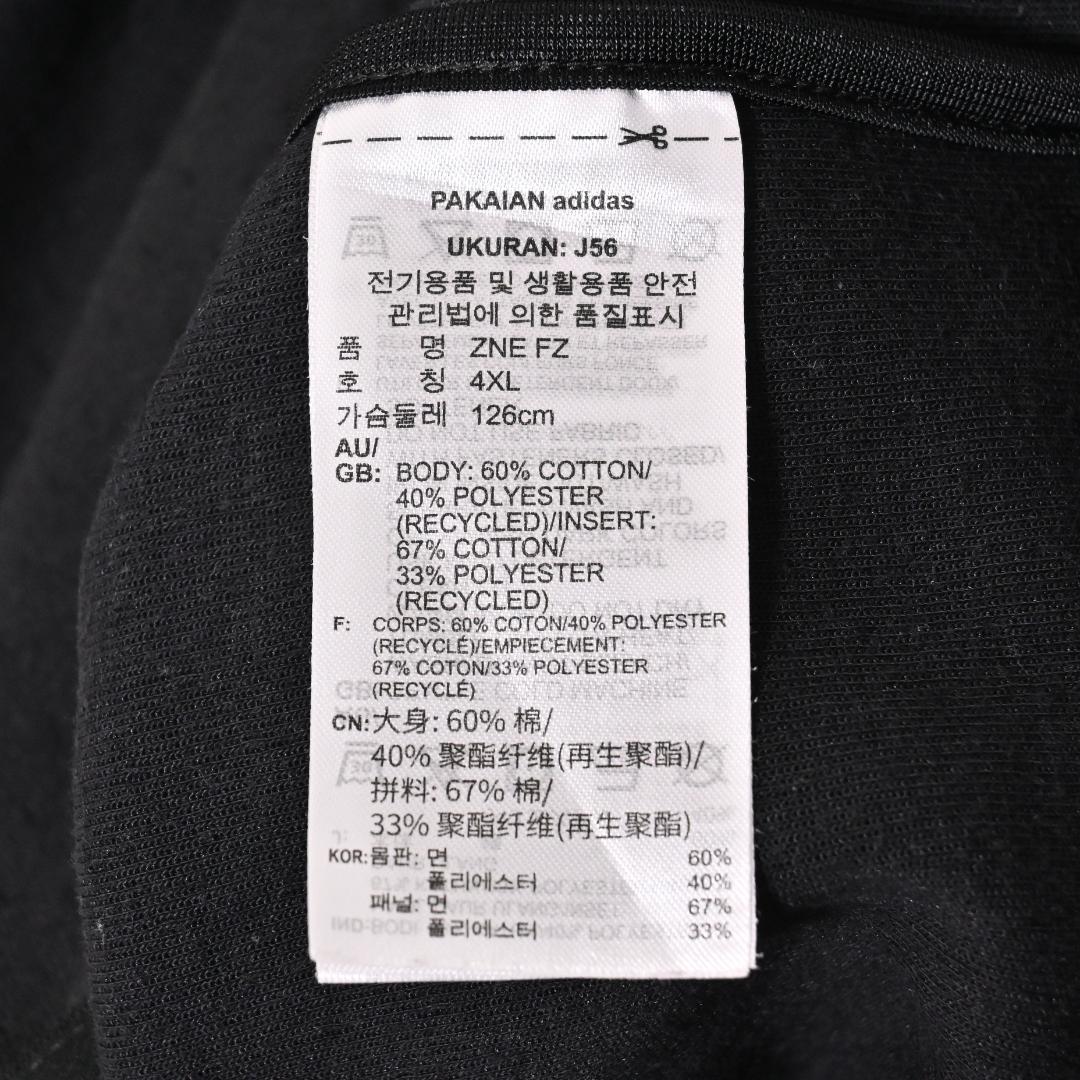 PAKAIAN adidas
UKURAN: J56
전기용품 및 생활용품 안전
관리법에 의한 품질표시
품 명 ZNE FZ
호 칭 4XL
가슴둘레 126cm
AU/
GB: BODY: 60% COTTON/
40% POLYESTER
(RECYCLED)/INSERT:
67% COTTON/
33% POLYESTER
(RECYCLED)
F: CORPS: 60% COTON/40% POLYESTER
(RECYCLÉ)/EMPIECEMENT:
67% COTON/33% POLYESTER
(RECYCLÉ)
CN:大身: 60% 棉/
40% 聚酯纤维(再生聚酯)/
拼料: 67% 棉/
33% 聚酯纤维(再生聚酯)
KOR:몸판: 면 60%
폴리에스터 40%
패널: 면 67%
폴리에스터 33%